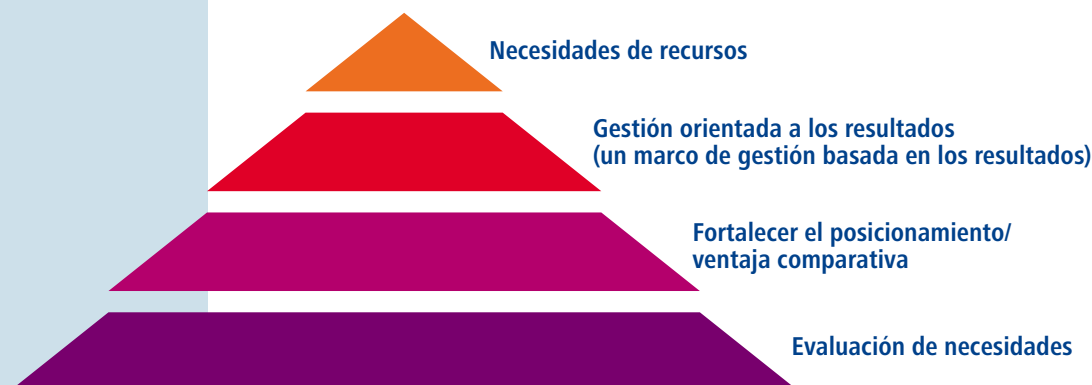 Necesidades de recursos
Gestión orientada a los resultados
(un marco de gestión basada en los resultados)
Fortalecer el posicionamiento/
ventaja comparativa
Evaluación de necesidades